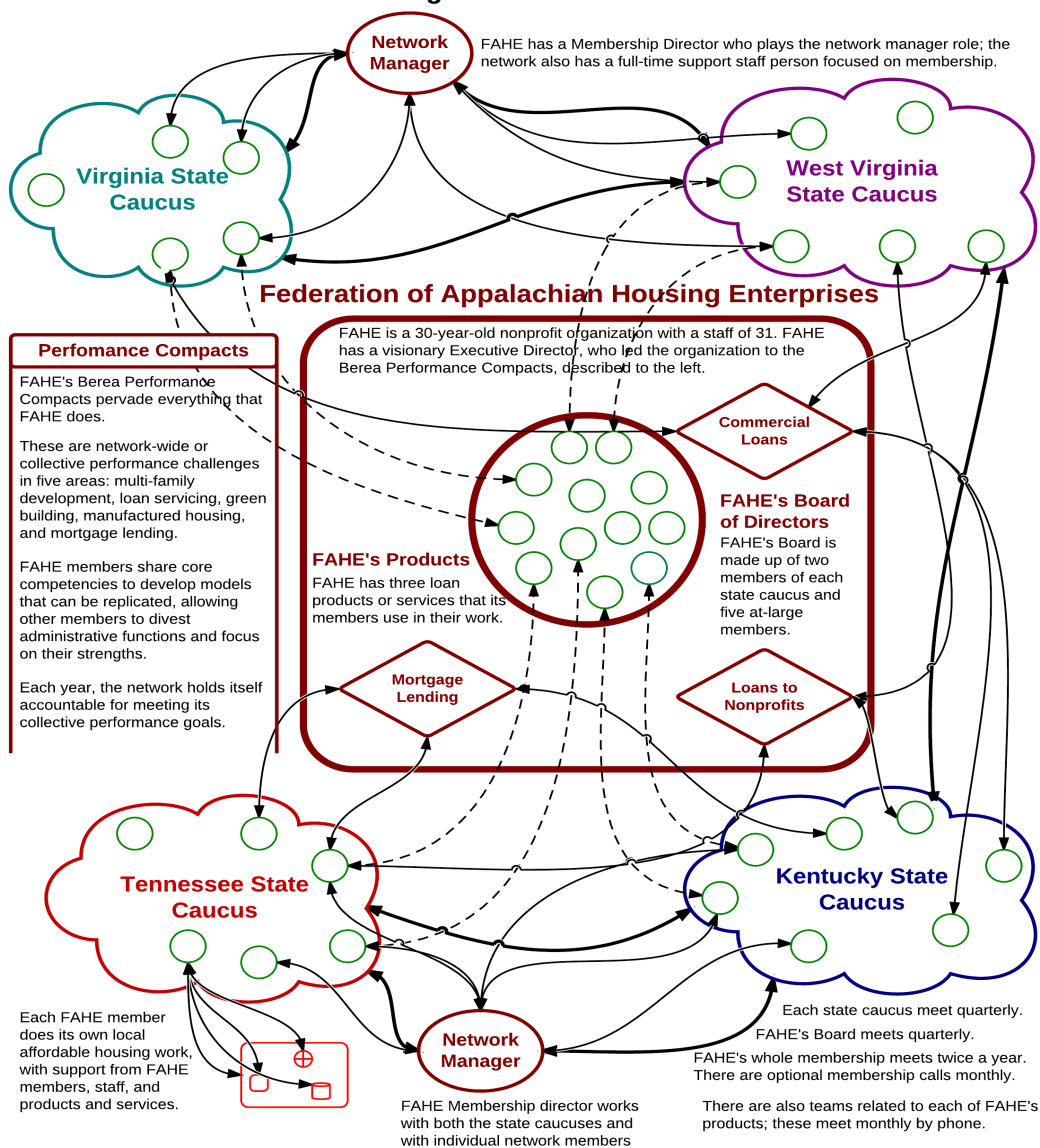 Network
Manager
FAHE has a Membership Director who plays the network manager role; the
network also has a full-time support staff person focused on membership.
Virginia State
Caucus
West Virginia
State Caucus
Federation of Appalachian Housing Enterprises
Perfomance Compacts
FAHE's Berea Performance
Compacts pervade everything that
FAHE does.
These are network-wide or
collective performance challenges
in five areas: multi-family
development, loan servicing, green
building, manufactured housing,
and mortgage lending.
FAHE members share core
competencies to develop models
that can be replicated, allowing
other members to divest
administrative functions and focus
on their strengths.
Each year, the network holds itself
accountable for meeting its
collective performance goals.
FAHE is a 30-year-old nonprofit organization with a staff of 31. FAHE
has a visionary Executive Director, who led the organization to the
Berea Performance Compacts, described to the left.
Commercial
Loans
FAHE's Board
of Directors
FAHE's Board is
made up of two
members of each
state caucus and
five at-large
members.
FAHE's Products
FAHE has three loan
products or services that its
members use in their work.
Mortgage
Lending
Loans to
Nonprofits
Tennessee State
Caucus
Kentucky State
Caucus
Each FAHE member
does its own local
affordable housing work,
with support from FAHE
members, staff, and
products and services.
Network
Manager
FAHE Membership director works
with both the state caucuses and
with individual network members
Each state caucus meet quarterly.
FAHE's Board meets quarterly.
FAHE's whole membership meets twice a year.
There are optional membership calls monthly.
There are also teams related to each of FAHE's
products; these meet monthly by phone.